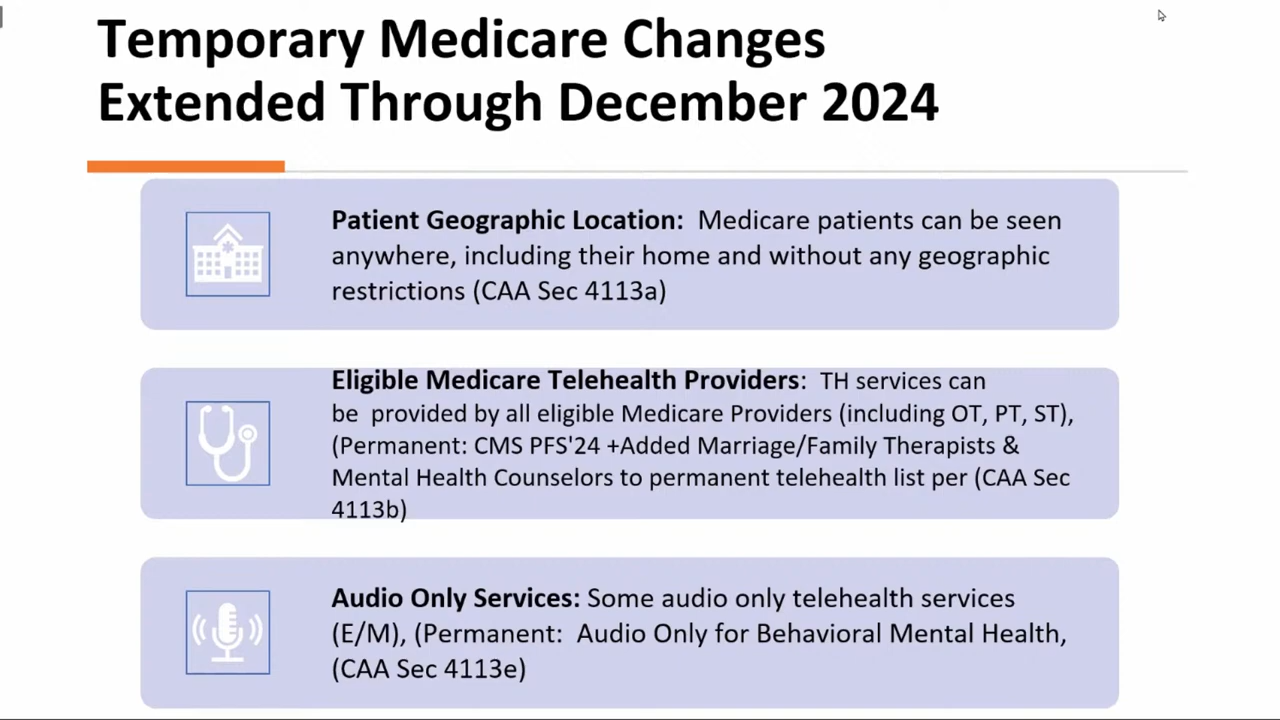 Temporary Medicare Changes
Extended Through December 2024
Patient Geographic Location:  Medicare patients can be seen
anywhere, including their home and without any geographic
restrictions (CAA Sec 4113a)
Eligible Medicare Telehealth Providers:  TH services can
be  provided by all eligible Medicare Providers (including OT, PT, ST),
(Permanent: CMS PFS'24 +Added Marriage/Family Therapists &
Mental Health Counselors to permanent telehealth list per (CAA Sec
4113b)
Audio Only Services: Some audio only telehealth services
(E/M), (Permanent:  Audio Only for Behavioral Mental Health,
(CAA Sec 4113e)